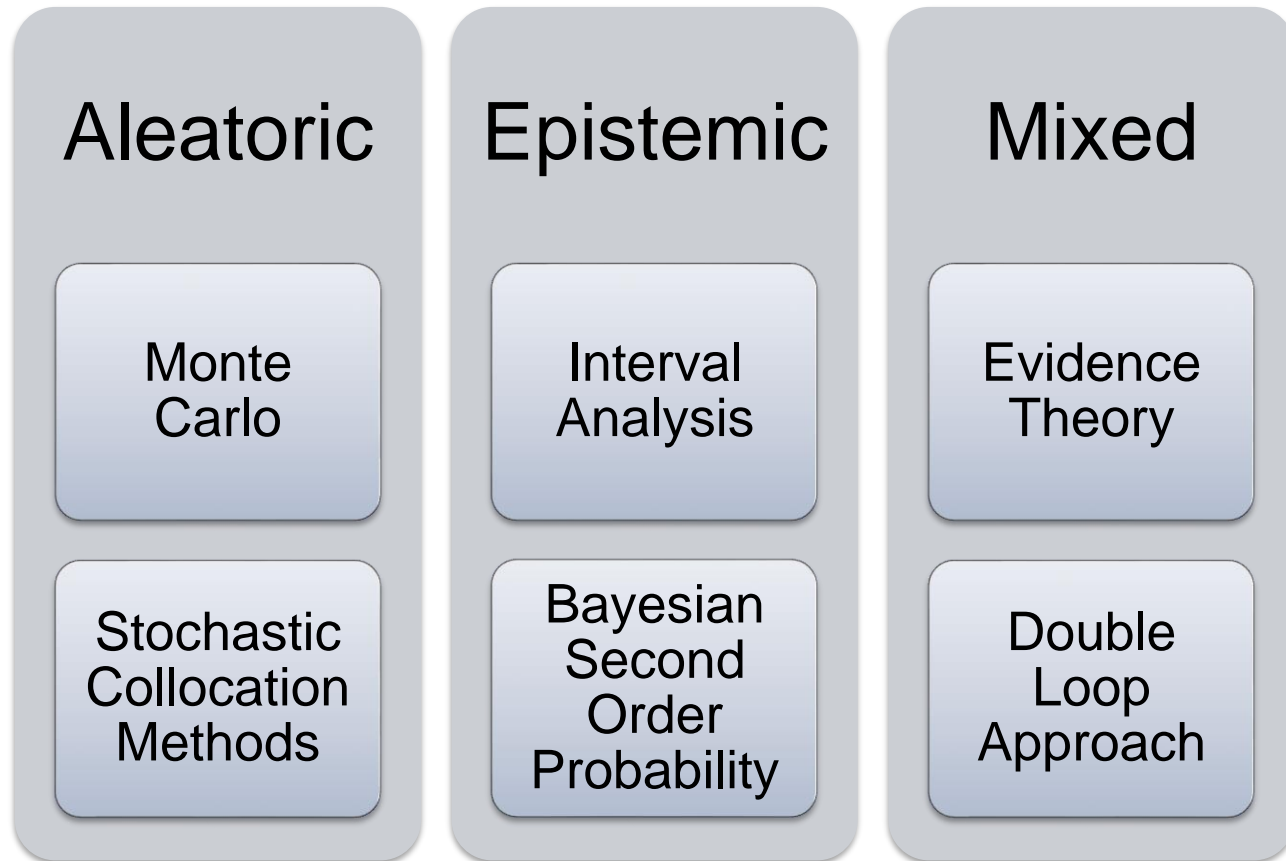 Aleatoric
Monte
Carlo
Stochastic
Collocation
Methods
Epistemic
Interval
Analysis
Bayesian
Second
Order
Probability
Mixed
Evidence
Theory
Double
Loop
Approach